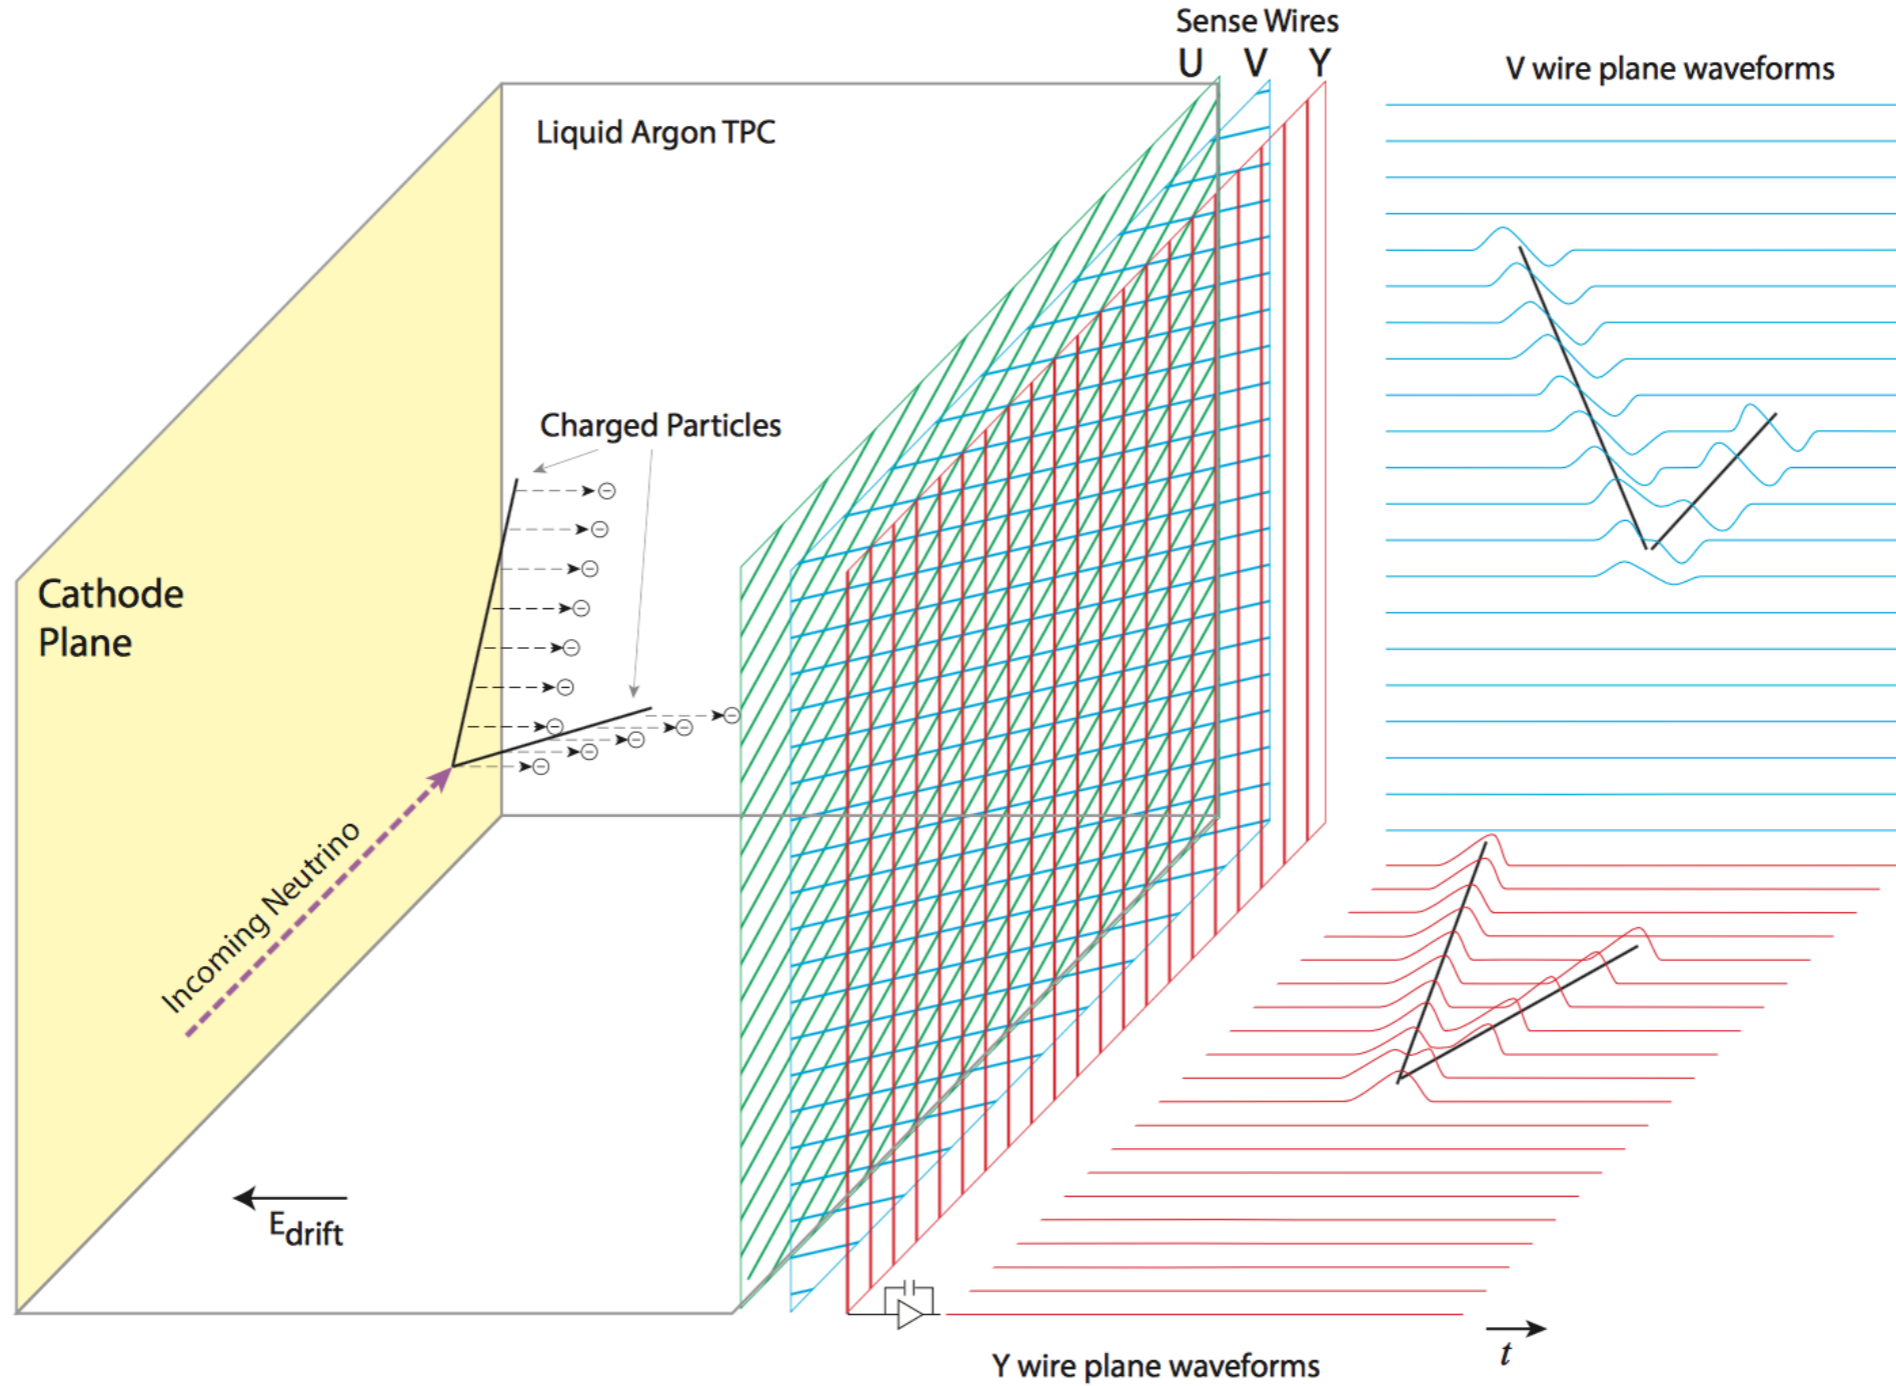 Sense Wires
U V Y
V wire plane waveforms
Liquid Argon TPC
Charged Particles
Cathode
Plane
Incoming Neutrino
Edrift
t
Y wire plane waveforms